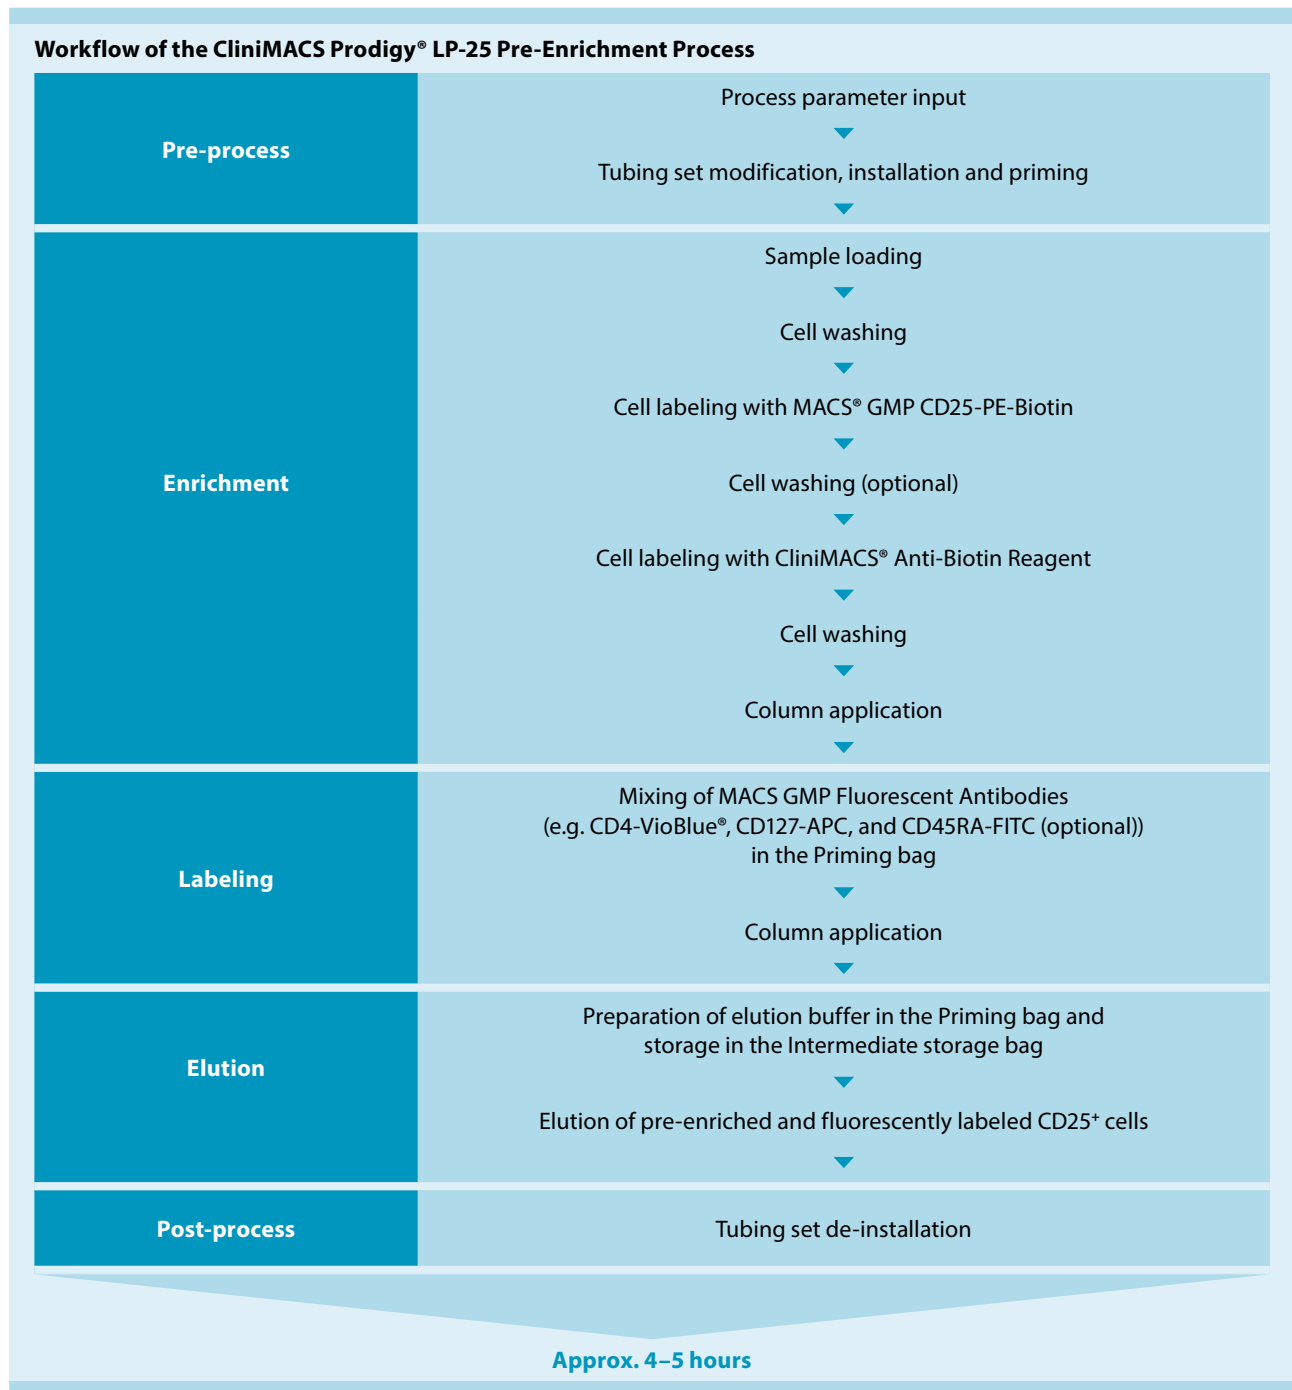 Workflow of the CliniMACS Prodigy® LP-25 Pre-Enrichment Process
Pre-process
Process parameter input
Tubing set modification, installation and priming
Enrichment
Sample loading
Cell washing
Cell labeling with MACS® GMP CD25-PE-Biotin
Cell washing (optional)
Cell labeling with CliniMACS® Anti-Biotin Reagent
Cell washing
Column application
Labeling
Mixing of MACS GMP Fluorescent Antibodies
(e.g. CD4-VioBlue®, CD127-APC, and CD45RA-FITC (optional))
in the Priming bag
Column application
Elution
Preparation of elution buffer in the Priming bag and
storage in the Intermediate storage bag
Elution of pre-enriched and fluorescently labeled CD25⁺ cells
Post-process
Tubing set de-installation
Approx. 4–5 hours